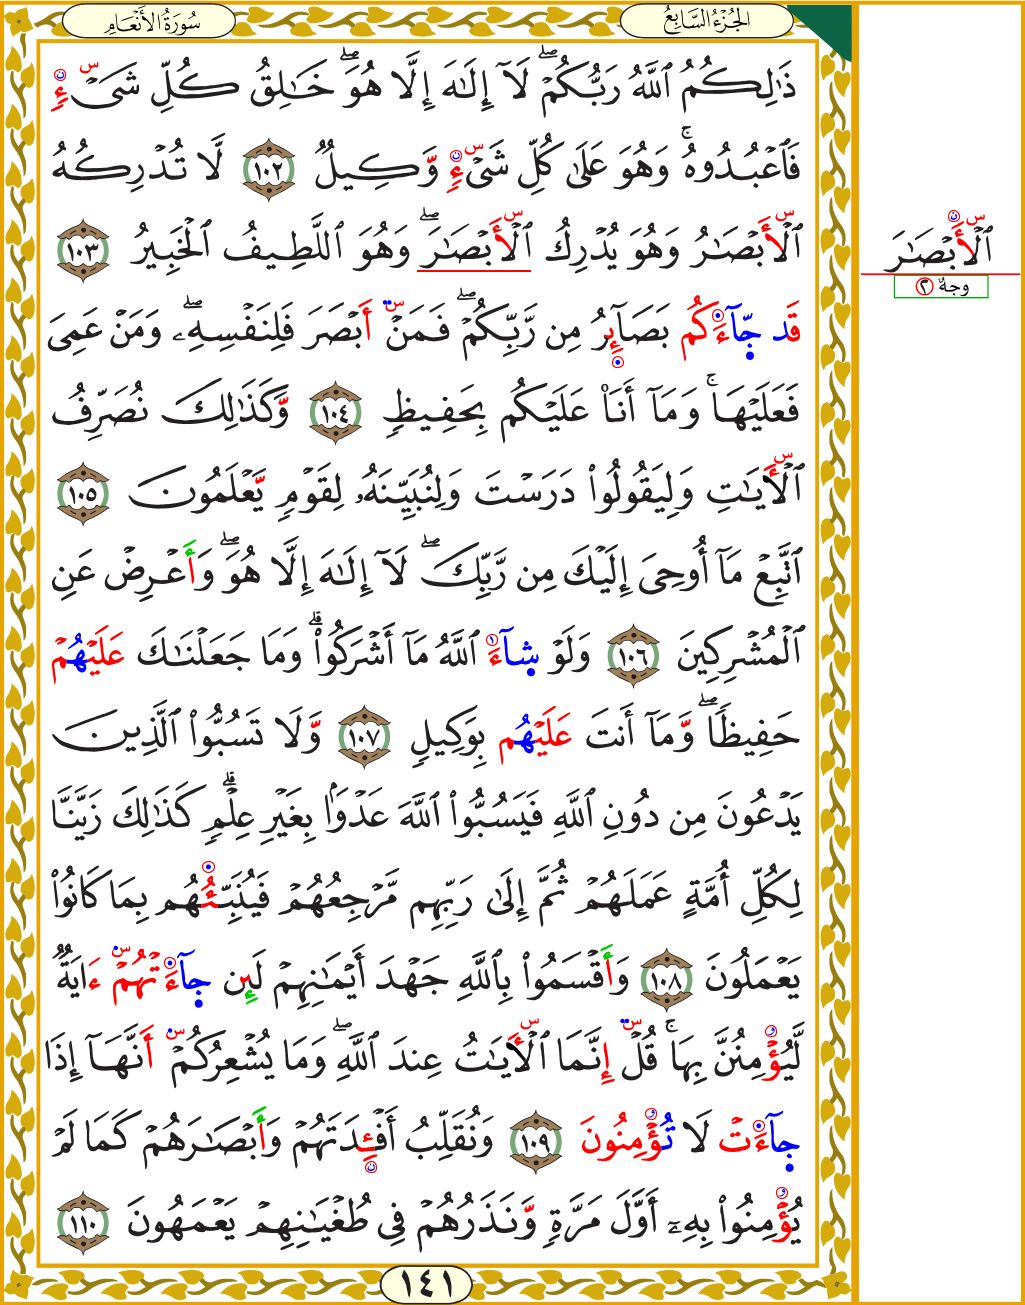 الجُزْءُ السَّابِعُ
سُورَةُ الأَنْعَامِ
ذَٰلِكُمُ ٱللَّهُ رَبُّكُمۡۖ لَآ إِلَٰهَ إِلَّا هُوَۖ خَٰلِقُ كُلِّ شَيۡءٖ
فَٱعۡبُدُوهُۚ وَهُوَ عَلَىٰ كُلِّ شَيۡءٖ وَكِيلٞ ١٠٢ لَّا تُدۡرِكُهُ
ٱلۡأَبۡصَٰرُ وَهُوَ يُدۡرِكُ ٱلۡأَبۡصَٰرَۖ وَهُوَ ٱللَّطِيفُ ٱلۡخَبِيرُ ١٠٣
قَدۡ جَآءَكُم بَصَآئِرُ مِن رَّبِّكُمۡۖ فَمَنۡ أَبۡصَرَ فَلِنَفۡسِهِۦۖ وَمَنۡ عَمِيَ
فَعَلَيۡهَاۚ وَمَآ أَنَا۠ عَلَيۡكُم بِحَفِيظٖ ١٠٤ وَكَذَٰلِكَ نُصَرِّفُ
ٱلۡأٓيَٰتِ وَلِيَقُولُواْ دَرَسۡتَ وَلِنُبَيِّنَهُۥ لِقَوۡمٖ يَعۡلَمُونَ ١٠٥
ٱتَّبِعۡ مَآ أُوحِيَ إِلَيۡكَ مِن رَّبِّكَۖ لَآ إِلَٰهَ إِلَّا هُوَۖ وَأَعۡرِضۡ عَنِ
ٱلۡمُشۡرِكِينَ ١٠٦ وَلَوۡ شَآءَ ٱللَّهُ مَآ أَشۡرَكُواْۗ وَمَا جَعَلۡنَٰكَ عَلَيۡهُمۡ
حَفِيظٗاۖ وَمَآ أَنتَ عَلَيۡهُم بِوَكِيلٖ ١٠٧ وَلَا تَسُبُّواْ ٱلَّذِينَ
يَدۡعُونَ مِن دُونِ ٱللَّهِ فَيَسُبُّواْ ٱللَّهَ عَدۡوَۢا بِغَيۡرِ عِلۡمٖۗ كَذَٰلِكَ زَيَّنَّا
لِكُلِّ أُمَّةٍ عَمَلَهُمۡ ثُمَّ إِلَىٰ رَبِّهِم مَّرۡجِعُهُمۡ فَيُنَبِّئُهُم بِمَا كَانُواْ
يَعۡمَلُونَ ١٠٨ وَأَقۡسَمُواْ بِٱللَّهِ جَهۡدَ أَيۡمَٰنِهِمۡ لَئِن جَآءَتۡهُمۡ ءَايَةٞ
لَّيُؤۡمِنُنَّ بِهَاۚ قُلۡ إِنَّمَا ٱلۡأٓيَٰتُ عِندَ ٱللَّهِۖ وَمَا يُشۡعِرُكُمۡ أَنَّهَآ إِذَا
جَآءَتۡ لَا تُؤۡمِنُونَ ١٠٩ وَنُقَلِّبُ أَفۡـِٔدَتَهُمۡ وَأَبۡصَٰرَهُمۡ كَمَا لَمۡ
يُؤۡمِنُواْ بِهِۦٓ أَوَّلَ مَرَّةٖ وَنَذَرُهُمۡ فِي طُغۡيَٰنِهِمۡ يَعۡمَهُونَ ١١٠
١٤١
ٱلۡأَبۡصَٰرَ
وجهٌ ٢